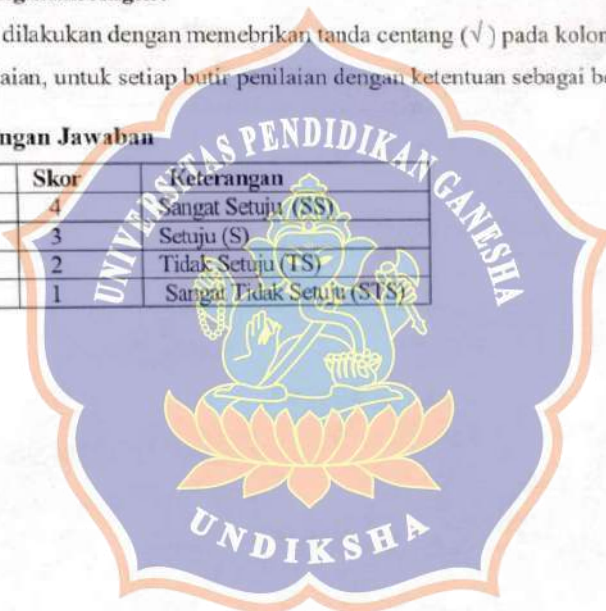 dilakukan dengan memebrikan tanda centang (√) pada kolom
aian, untuk setiap butir penilaian dengan ketentuan sebagai be
ngan Jawaban
Skor Keterangan
4 Sangat Setuju (SS)
3 Setuju (S)
2 Tidak Setuju (TS)
1 Sangat Tidak Setuju (STS)
UNIVERSITAS PENDIDIKAN GANESHA
UNDIKSHA